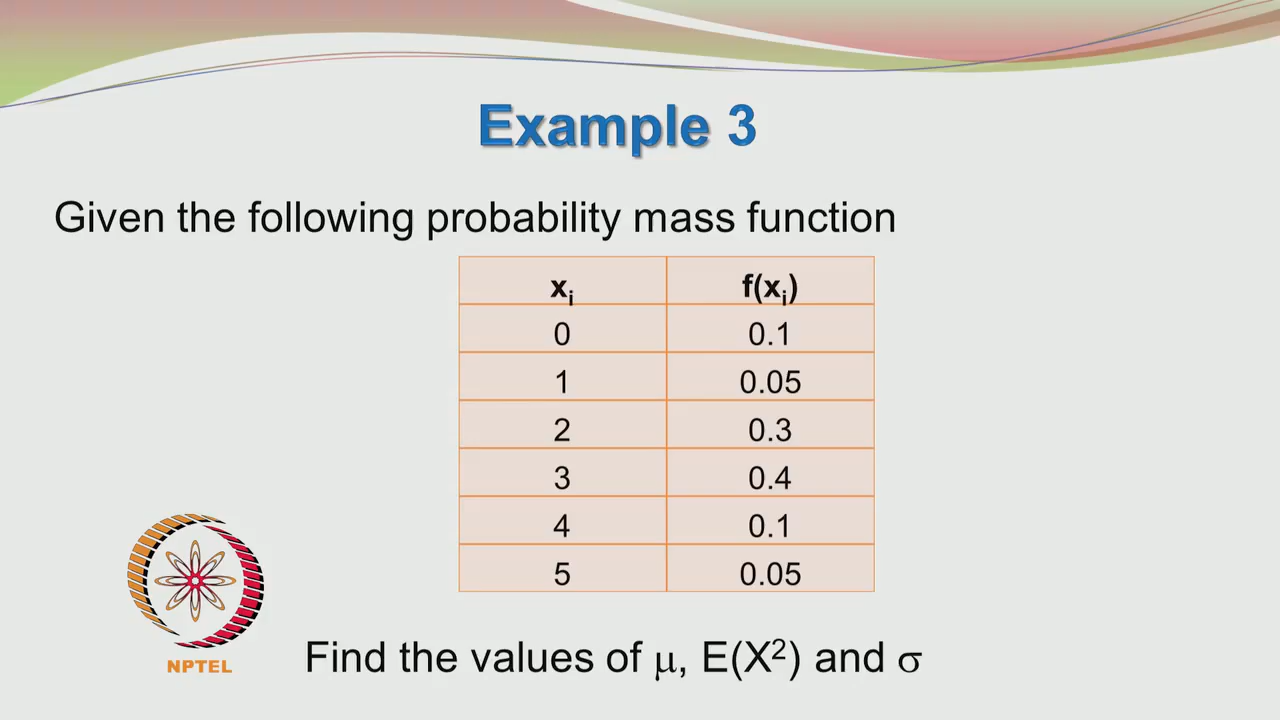 Example 3
Given the following probability mass function
xᵢ f(xᵢ)
0 0.1
1 0.05
2 0.3
3 0.4
4 0.1
5 0.05
NPTEL
Find the values of μ, E(X²) and σ